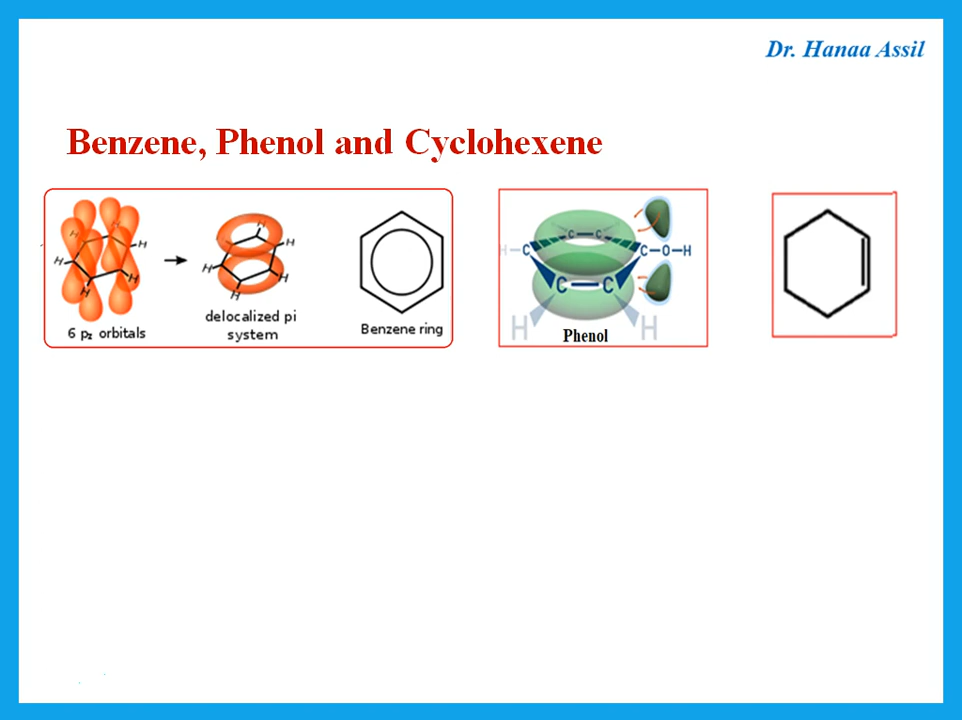 Dr. Hanaa Assil
Benzene, Phenol and Cyclohexene
H
H
H
H
H
6 pz orbitals
H
H
H
H
delocalized pi
system
Benzene ring
H
C
C
C
C
O
H
C
C
H
H
Phenol